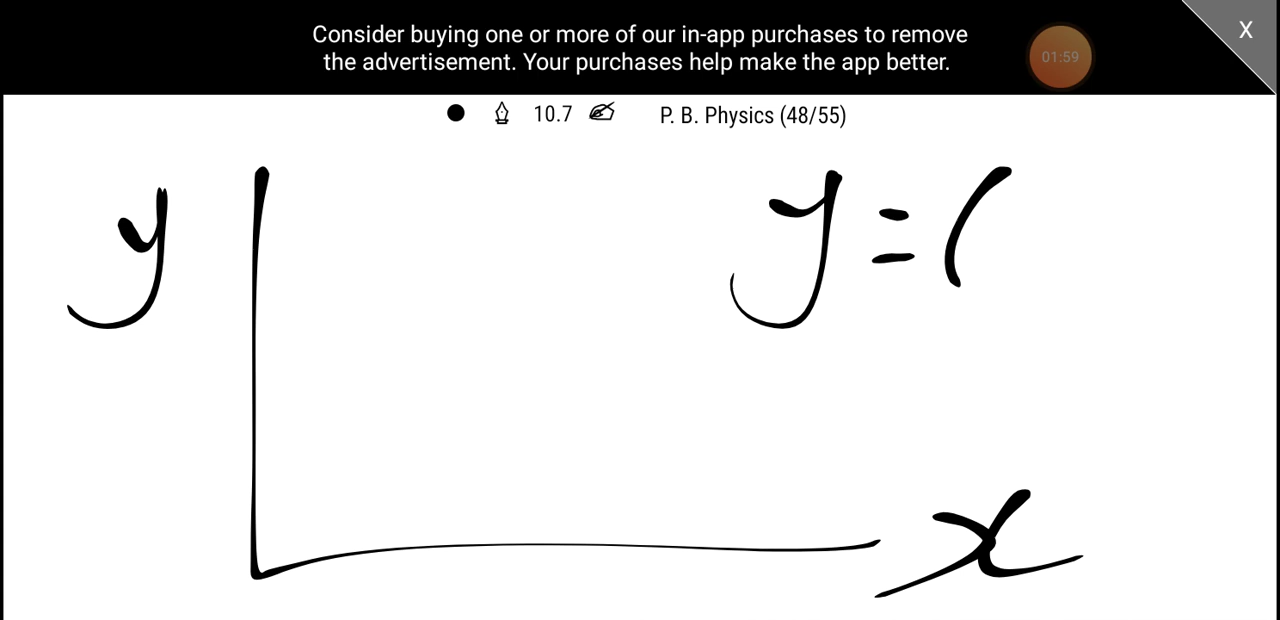 Consider buying one or more of our in-app purchases to remove
the advertisement. Your purchases help make the app better.
X
01:59
10.7
P. B. Physics (48/55)
y
y = (
x